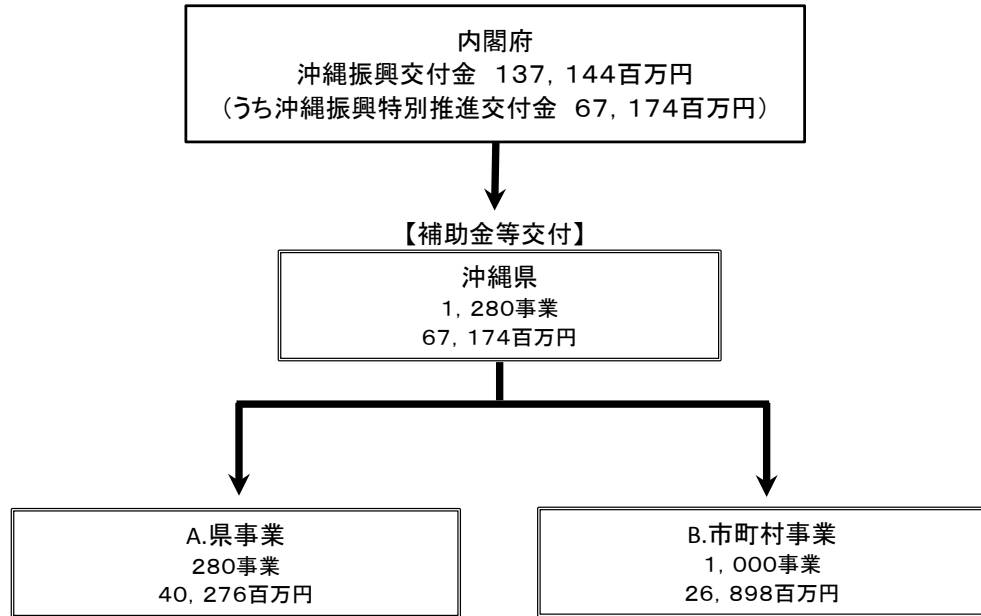 内閣府
沖縄振興交付金 137，144百万円
(うち沖縄振興特別推進交付金 67，174百万円)
【補助金等交付】
沖縄県
1，280事業
67，174百万円
A.県事業
280事業
40，276百万円
B.市町村事業
1，000事業
26，898百万円